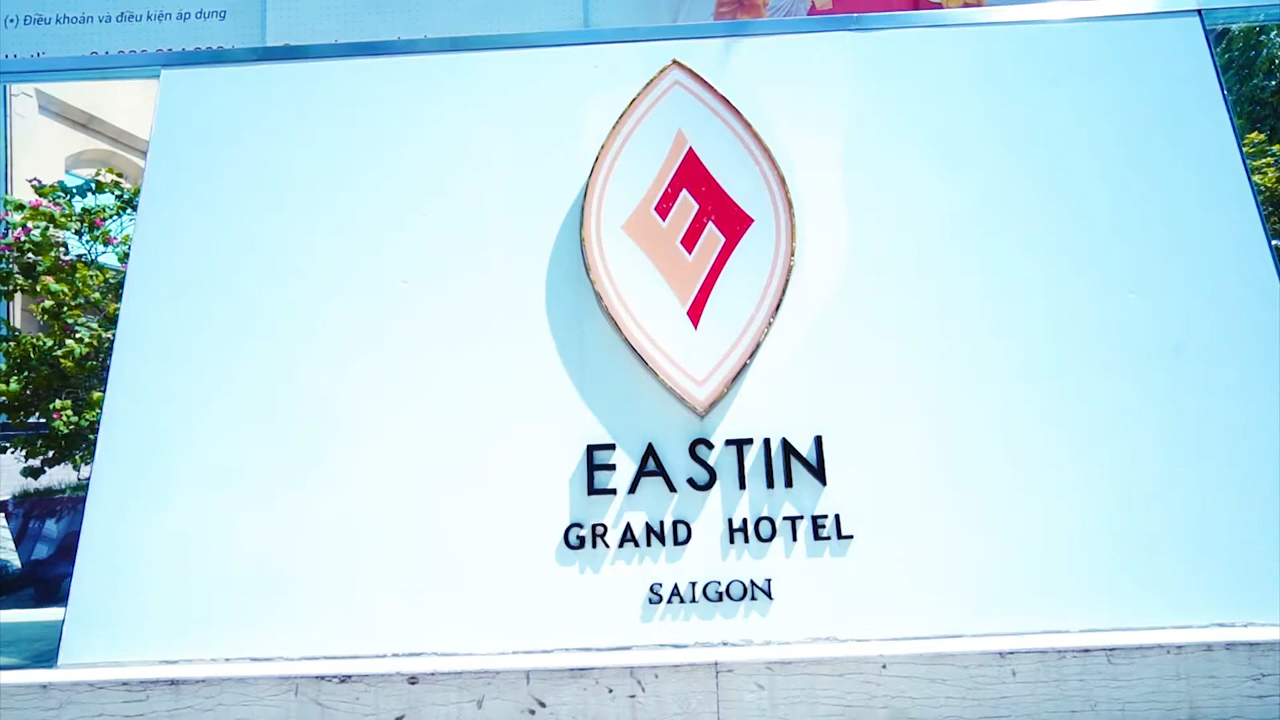 (*) Điều khoản và điều kiện áp dụng
EASTIN
GRAND HOTEL
SAIGON